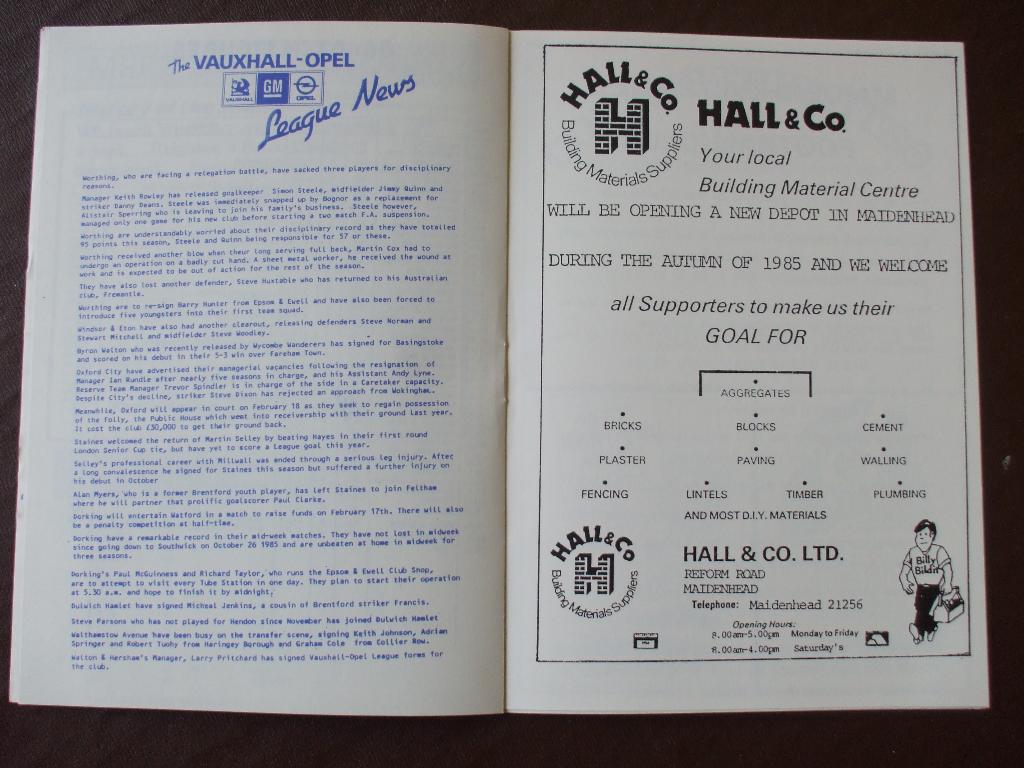 The VAUXHALL-OPEL
VAUXHALL
GM
OPEL
League News
Worthing, who are facing a relegation battle, have sacked three players for disciplinary
reasons.
Manager Keith Rowley has released goalkeeper Simon Steele, midfielder Jimmy Quinn and
striker Danny Deans. Steele was immediately snapped up by Bognor as a replacement for
Alistair Sperring who is leaving to join his family's business. Steele however,
managed only one game for his new club before starting a two match F.A. suspension.
Worthing are understandably worried about their disciplinary record as they have totalled
95 points this season, Steele and Quinn being responsible for 57 or these.
Worthing received another blow when theur long serving full back, Martin Cox had to
undergo an operation on a badly cut hand. A sheet metal worker, he received the wound at
work and is expected to be out of action for the rest of the season.
They have also lost another defender, Steve Huxtable who has returned to his Australian
club, Fremantle.
Worthing are to re-sign Barry Hunter from Epsom & Ewell and have also been forced to
introduce five youngsters into their first team squad.
Windsor & Eton have also had another clearout, releasing defenders Steve Norman and
Stewart Mitchell and midfield Steve Woodley.
Byron Walton who was recently released by Wycombe Wanderers has signed for Basingstoke
and scored on his debut in their 5-3 win over Fareham Town.
Oxford City have advertised their managerial vacancies following the resignation of
Manager Ian Rundle after nearly five seasons in charge, and his Assistant Andy Lyne.
Reserve Team Manager Trevor Spindler is in charge of the side in a Caretaker capacity.
Despite City's decline, striker Steve Dixon has rejected an approach from Wokingham.
Meanwhile, Oxford will appear in court on February 18 as they seek to regain possession
of the Folly, the Public House which went into receivership with their ground last year.
It cost the club £30,000 to get their ground back.
Staines welcomed the return of Martin Selley by beating Hayes in their first round
London Senior Cup tie, but have yet to score a League goal this year.
Selley's professional career with Millwall was ended through a serious leg injury. After
a long convalescence he signed for Staines this season but suffered a further injury on
his debut in October
Alan Myers, who is a former Brentford youth player, has left Staines to join Feltham
where he will partner that prolific goalscorer Paul Clarke.
Dorking will entertain Watford in a match to raise funds on February 17th. There will also
be a penalty competition at half-time.
Dorking have a remarkable record in their mid-week matches. They have not lost in midweek
since going down to Southwick on October 26 1985 and are unbeaten at home in midweek for
three seasons.
Dorking's Paul McGuinness and Richard Taylor, who runs the Epsom & Ewell Club Shop,
are to attempt to visit every Tube Station in one day. They plan to start their operation
at 5.30 a.m. and hope to finish it by midnight.
Dulwich Hamlet have signed Micheal Jenkins, a cousin of Brentford striker Francis.
Steve Parsons who has not played for Hendon since November has joined Dulwich Hamlet
Walthamstow Avenue have been busy on the transfer scene, signing Keith Johnson, Adrian
Springer and Robert Tuohy from Haringey Borough and Graham Cole from Collier Row.
Walton & Hersham's Manager, Larry Pritchard has signed Vauxhall-Opel League forms for
the club.
HALL & Co.
Building Materials Suppliers
HALL & Co.
Your local
Building Material Centre
WILL BE OPENING A NEW DEPOT IN MAIDENHEAD
DURING THE AUTUMN OF 1985 AND WE WELCOME
all Supporters to make us their
GOAL FOR
AGGREGATES
BRICKS BLOCKS CEMENT
PLASTER PAVING WALLING
FENCING LINTELS TIMBER PLUMBING
AND MOST D.I.Y. MATERIALS
HALL & Co
Building Materials Suppliers
HALL & CO. LTD.
REFORM ROAD
MAIDENHEAD
Telephone: Maidenhead 21256
Opening Hours:
8.00am-5.00pm Monday to Friday
8.00am-4.00pm Saturday's
Billy Bildit